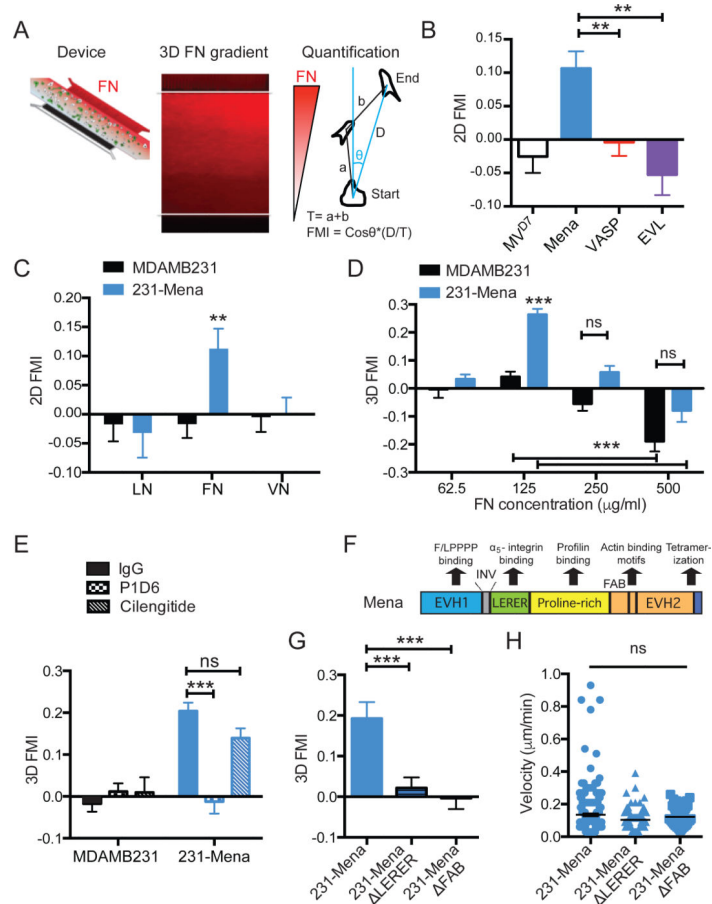 A
Device
3D FN gradient
Quantification
FN
FN
End
b
D
θ
a
Start
T= a+b
FMI = Cosθ*(D/T)
B
**
**
2D FMI
0.15
0.10
0.05
0.00
-0.05
-0.10
MVD7
Mena
VASP
EVL
C
MDAMB231
231-Mena
2D FMI
0.20
0.15
0.10
0.05
0.00
-0.05
-0.10
**
LN
FN
VN
D
MDAMB231
231-Mena
3D FMI
0.3
0.2
0.1
0.0
-0.1
-0.2
-0.3
***
ns
ns
***
62.5
125
250
500
FN concentration (μg/ml)
E
IgG
P1D6
Cilengitide
3D FMI
0.3
0.2
0.1
0.0
-0.1
ns
***
MDAMB231
231-Mena
F
F/LPPPP
binding
α5- integrin
binding
Profilin
binding
Actin binding
motifs
Tetramer-
ization
INV
FAB
Mena
EVH1
LERER
Proline-rich
EVH2
G
3D FMI
0.3
0.2
0.1
0.0
-0.1
***
***
231-Mena
231-Mena
ΔLERER
231-Mena
ΔFAB
H
ns
Velocity (μm/min)
1.0
0.8
0.6
0.4
0.2
0.0
231-Mena
231-Mena
ΔLERER
231-Mena
ΔFAB